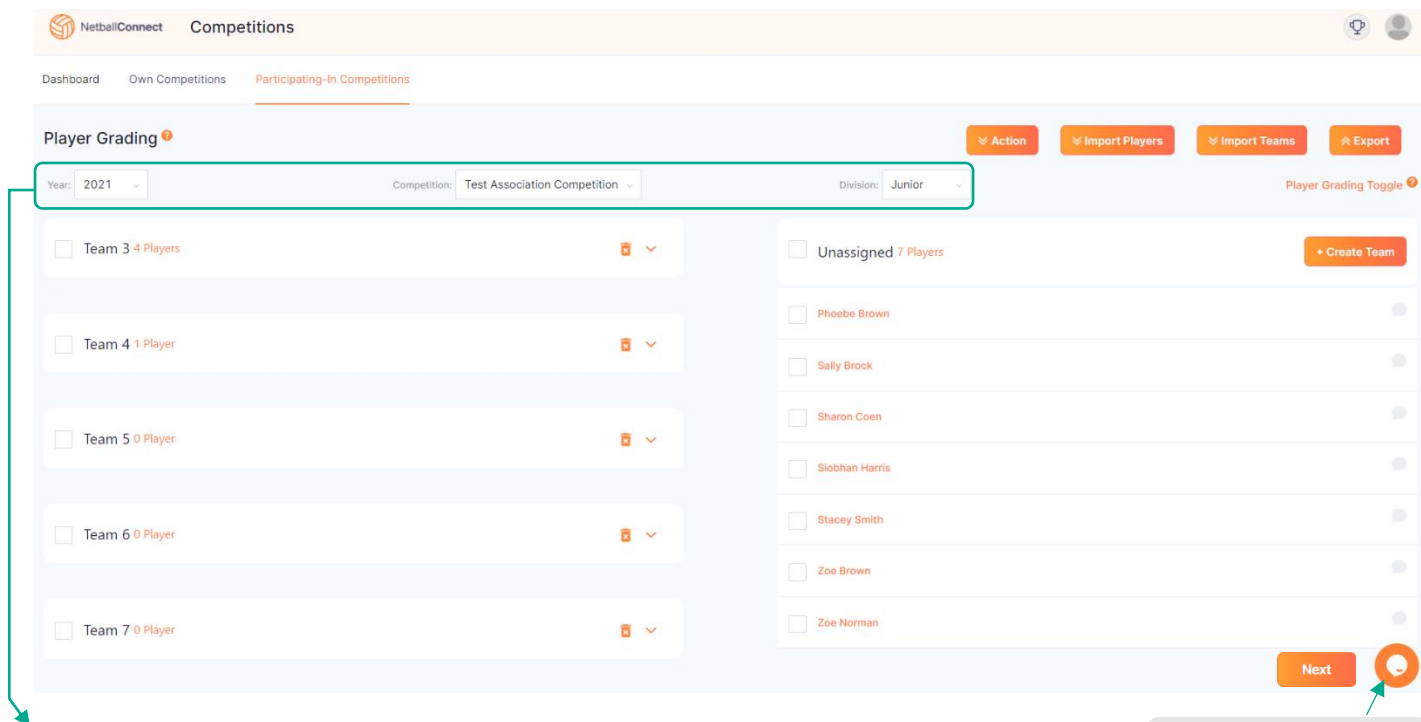 NetballConnect Competitions
Dashboard Own Competitions Participating-In Competitions
Player Grading ?
Action Import Players Import Teams Export
Year: 2021 Competition: Test Association Competition Division: Junior Player Grading Toggle ?
Team 3 4 Players
Team 4 1 Player
Team 5 0 Player
Team 6 0 Player
Team 7 0 Player
Unassigned 7 Players + Create Team
Phoebe Brown
Sally Brock
Sharon Coen
Siobhan Harris
Stacey Smith
Zoe Brown
Zoe Norman
Next